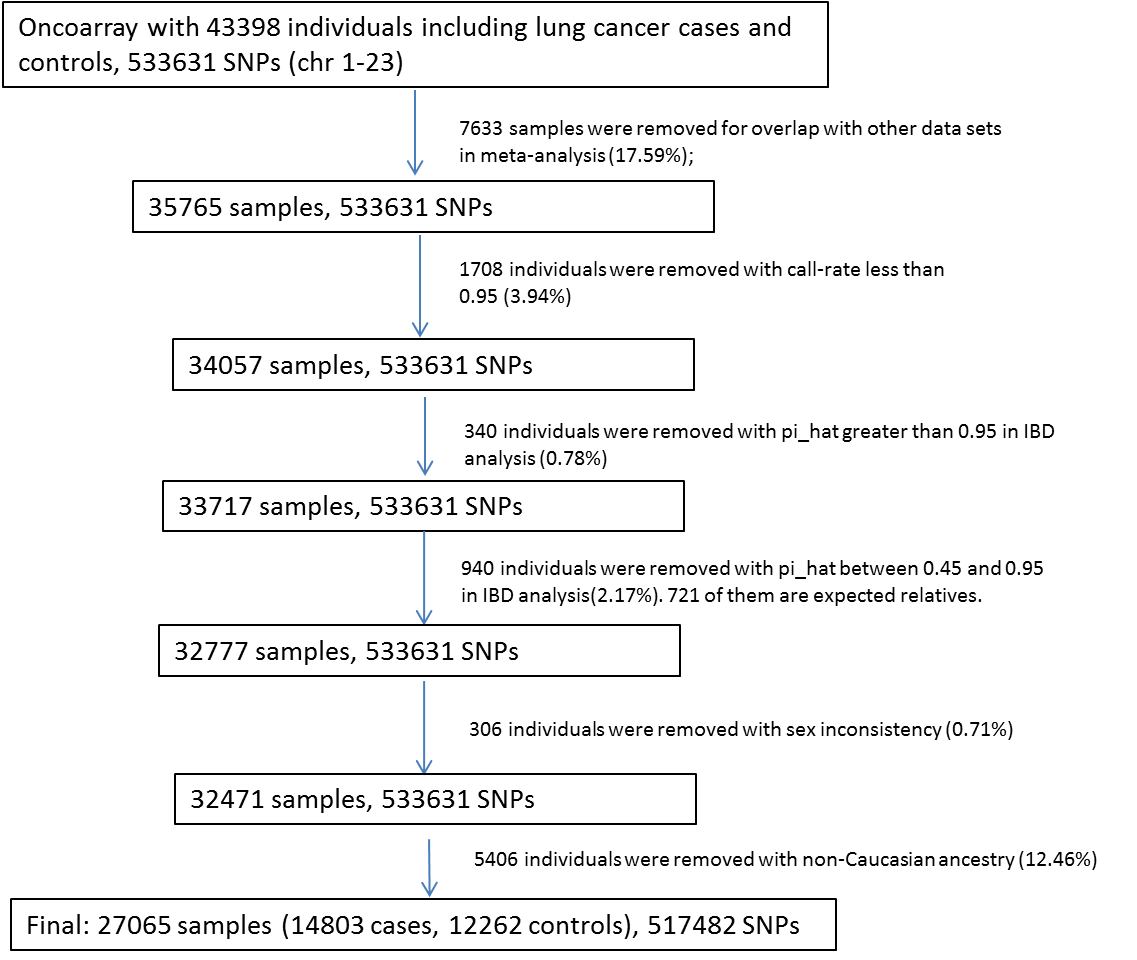 Oncoarray with 43398 individuals including lung cancer cases and
controls, 533631 SNPs (chr 1-23)
7633 samples were removed for overlap with other data sets
in meta-analysis (17.59%);
35765 samples, 533631 SNPs
1708 individuals were removed with call-rate less than
0.95 (3.94%)
34057 samples, 533631 SNPs
340 individuals were removed with pi_hat greater than 0.95 in IBD
analysis (0.78%)
33717 samples, 533631 SNPs
940 individuals were removed with pi_hat between 0.45 and 0.95
in IBD analysis(2.17%). 721 of them are expected relatives.
32777 samples, 533631 SNPs
306 individuals were removed with sex inconsistency (0.71%)
32471 samples, 533631 SNPs
5406 individuals were removed with non-Caucasian ancestry (12.46%)
Final: 27065 samples (14803 cases, 12262 controls), 517482 SNPs